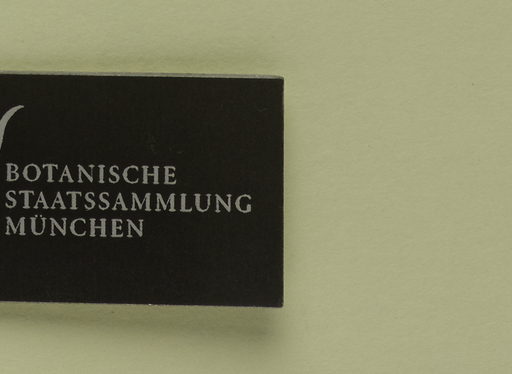 BOTANISCHE
STAATSSAMMLUNG
MÜNCHEN